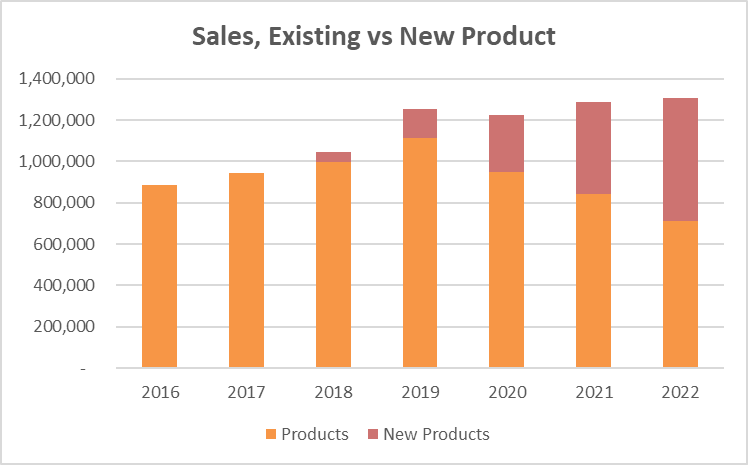 Sales, Existing vs New Product
1,400,000
1,200,000
1,000,000
800,000
600,000
400,000
200,000
-
2016 2017 2018 2019 2020 2021 2022
Products New Products